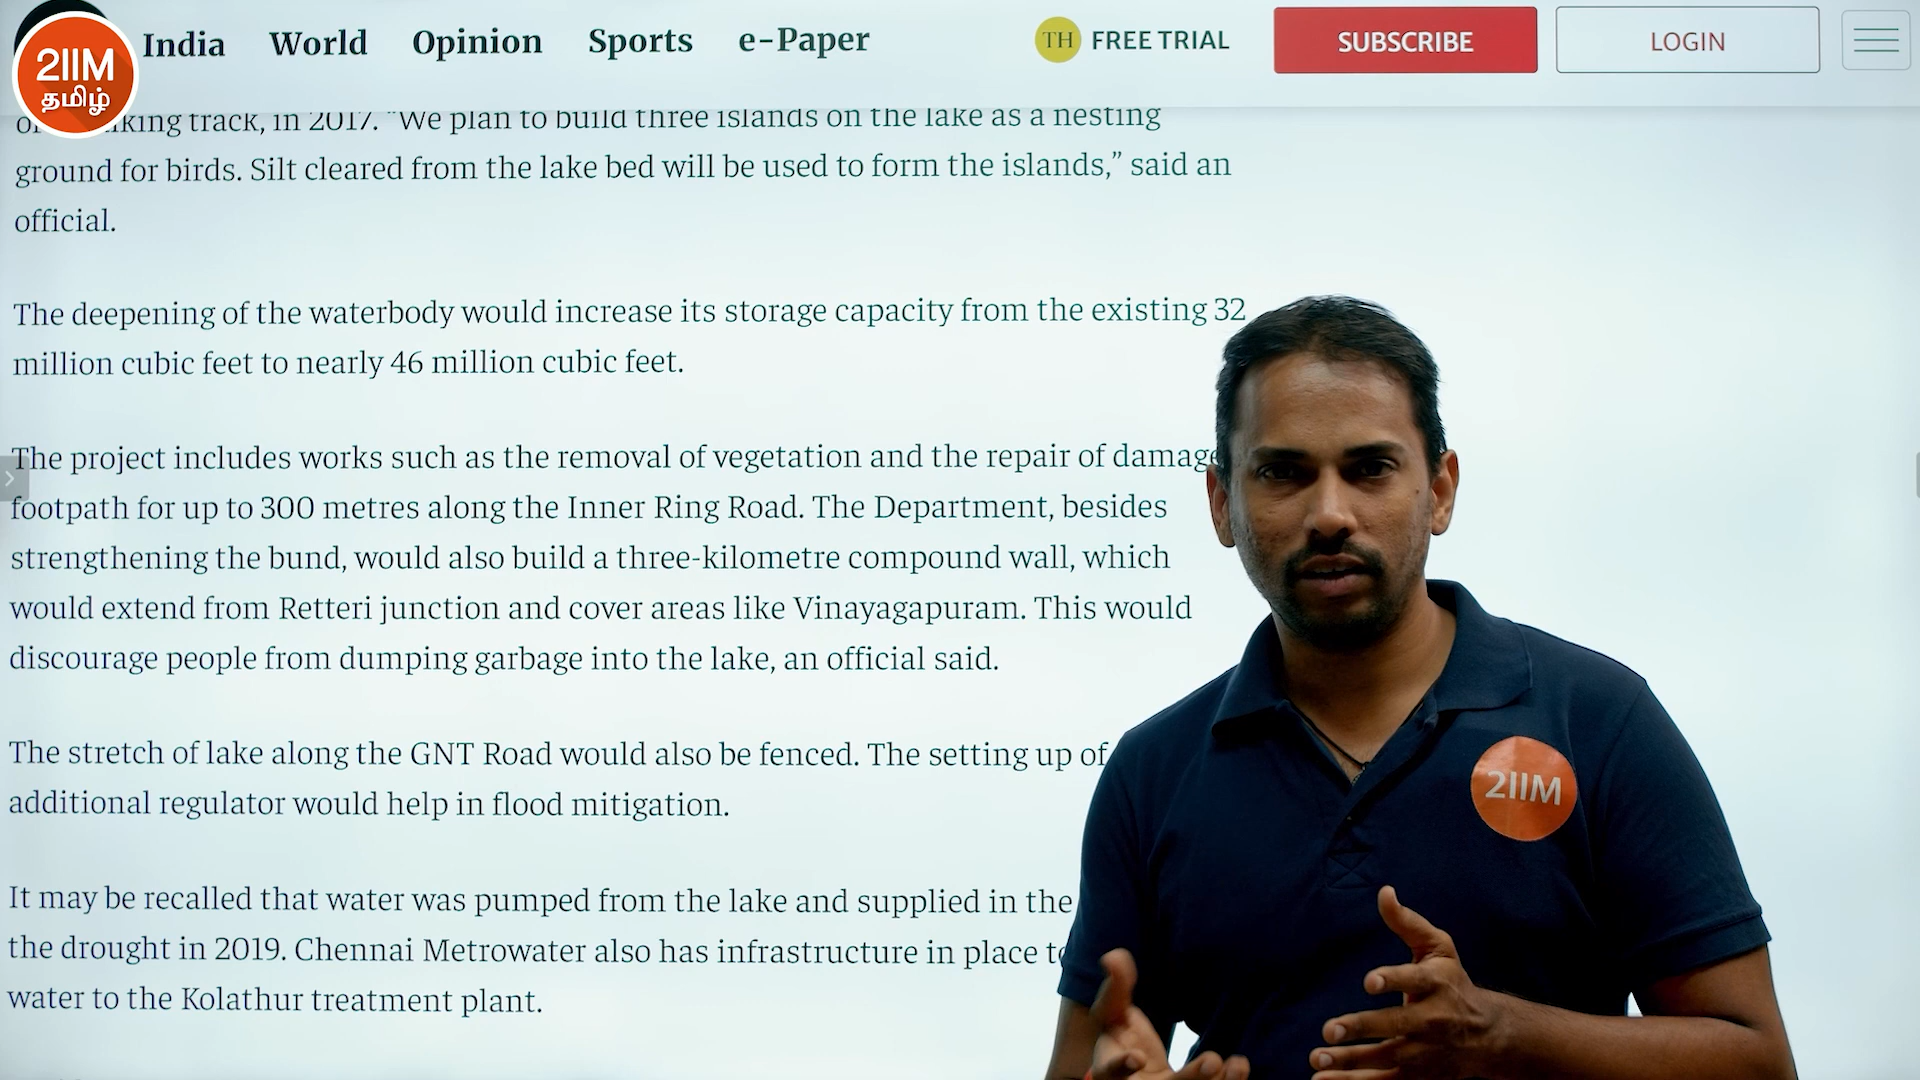 India World Opinion Sports e-Paper TH FREE TRIAL SUBSCRIBE LOGIN
2IIM
தமிழ்
track, in 2017. “We plan to build three islands on the lake as a nesting
ground for birds. Silt cleared from the lake bed will be used to form the islands,” said an
official.
The deepening of the waterbody would increase its storage capacity from the existing 32
million cubic feet to nearly 46 million cubic feet.
The project includes works such as the removal of vegetation and the repair of
footpath for up to 300 metres along the Inner Ring Road. The Department, besides
strengthening the bund, would also build a three-kilometre compound wall, which
would extend from Retteri junction and cover areas like Vinayagapuram. This would
discourage people from dumping garbage into the lake, an official said.
The stretch of lake along the GNT Road would also be fenced. The setting up of
additional regulator would help in flood mitigation.
It may be recalled that water was pumped from the lake and supplied in the
the drought in 2019. Chennai Metrowater also has infrastructure in place
water to the Kolathur treatment plant.
2IIM